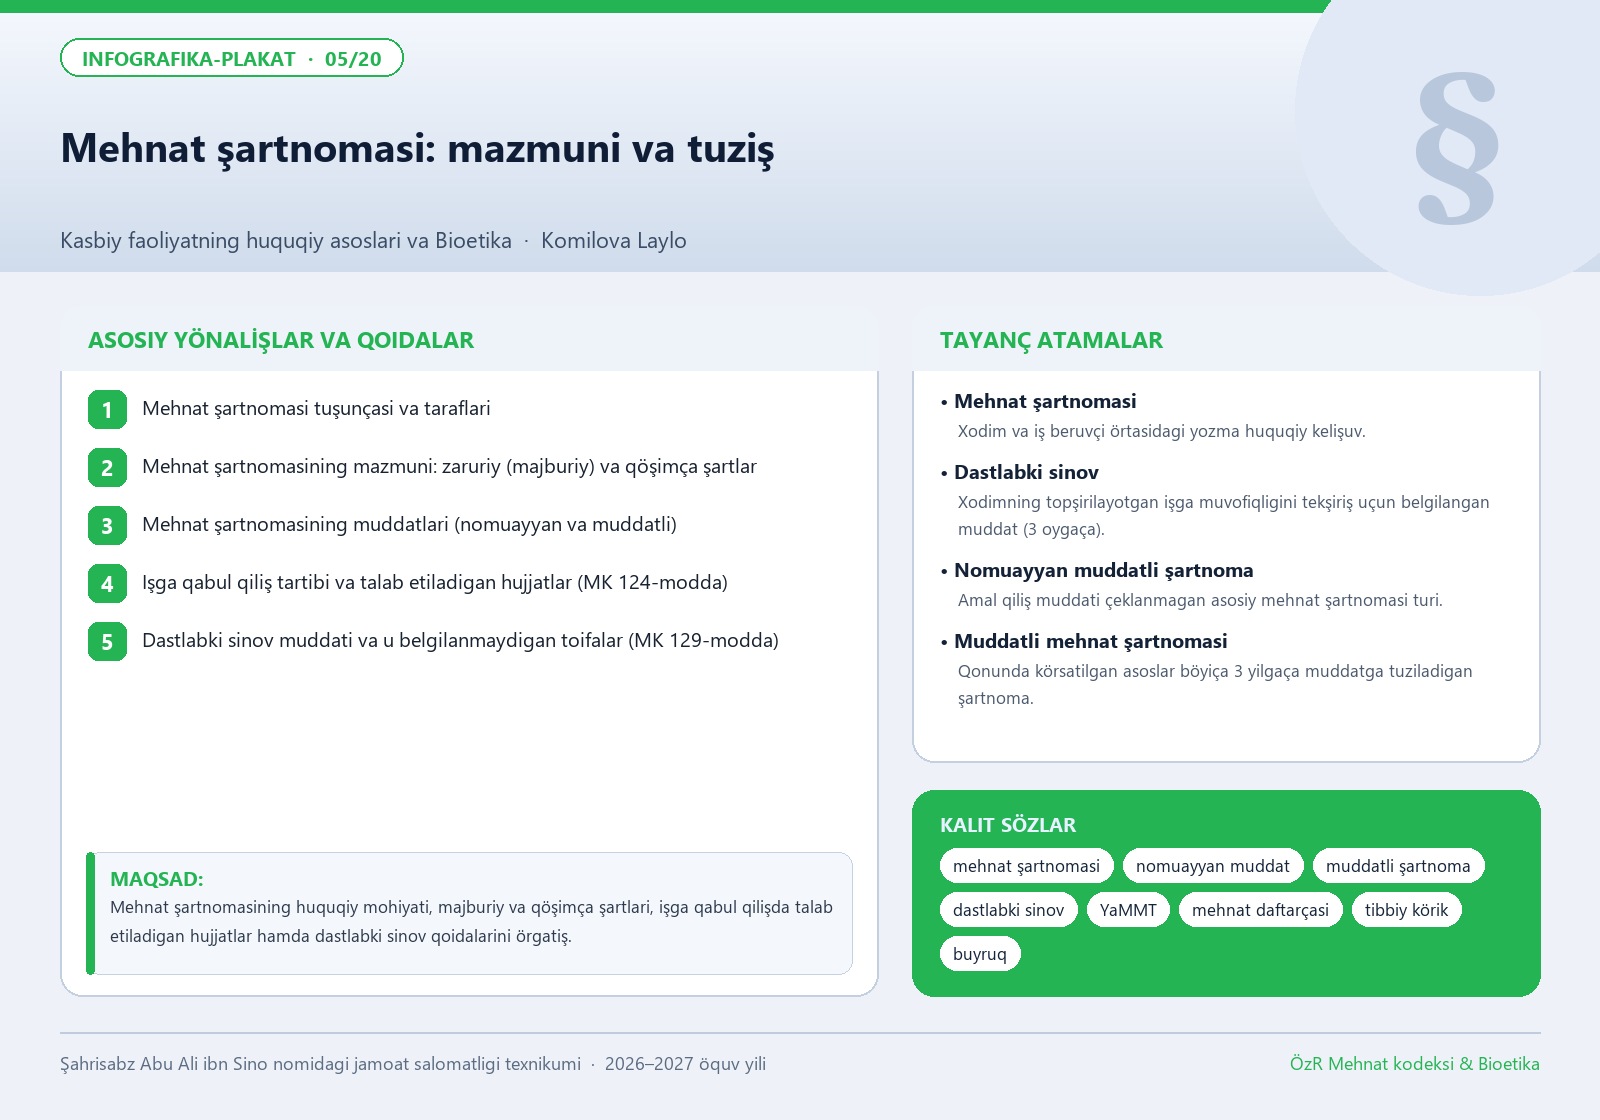 INFOGRAFIKA-PLAKAT · 05/20
§
Mehnat şartnomasi: mazmuni va tuziş
Kasbiy faoliyatning huquqiy asoslari va Bioetika · Komilova Laylo
ASOSIY YÖNALİŞLAR VA QOIDALAR
1 Mehnat şartnomasi tuşunçasi va taraflari
2 Mehnat şartnomasining mazmuni: zaruriy (majburiy) va qöşimça şartlar
3 Mehnat şartnomasining muddatlari (nomuayyan va muddatli)
4 Işga qabul qiliş tartibi va talab etiladigan hujjatlar (MK 124-modda)
5 Dastlabki sinov muddati va u belgilanmaydigan toifalar (MK 129-modda)
MAQSAD:
Mehnat şartnomasining huquqiy mohiyati, majburiy va qöşimça şartlari, işga qabul qilişda talab
etiladigan hujjatlar hamda dastlabki sinov qoidalarini örgatiş.
TAYANÇ ATAMALAR
• Mehnat şartnomasi
Xodim va iş beruvçi örtasidagi yozma huquqiy kelişuv.
• Dastlabki sinov
Xodimning topşirilayotgan işga muvofiqligini tekşiriş uçun belgilangan
muddat (3 oygaça).
• Nomuayyan muddatli şartnoma
Amal qiliş muddati çeklanmagan asosiy mehnat şartnomasi turi.
• Muddatli mehnat şartnomasi
Qonunda körsatilgan asoslar böyiça 3 yilgaça muddatga tuziladigan
şartnoma.
KALIT SÖZLAR
mehnat şartnomasi nomuayyan muddat muddatli şartnoma
dastlabki sinov YaMMT mehnat daftarçasi tibbiy körik
buyruq
Şahrisabz Abu Ali ibn Sino nomidagi jamoat salomatligi texnikumi · 2026–2027 öquv yili
ÖzR Mehnat kodeksi & Bioetika